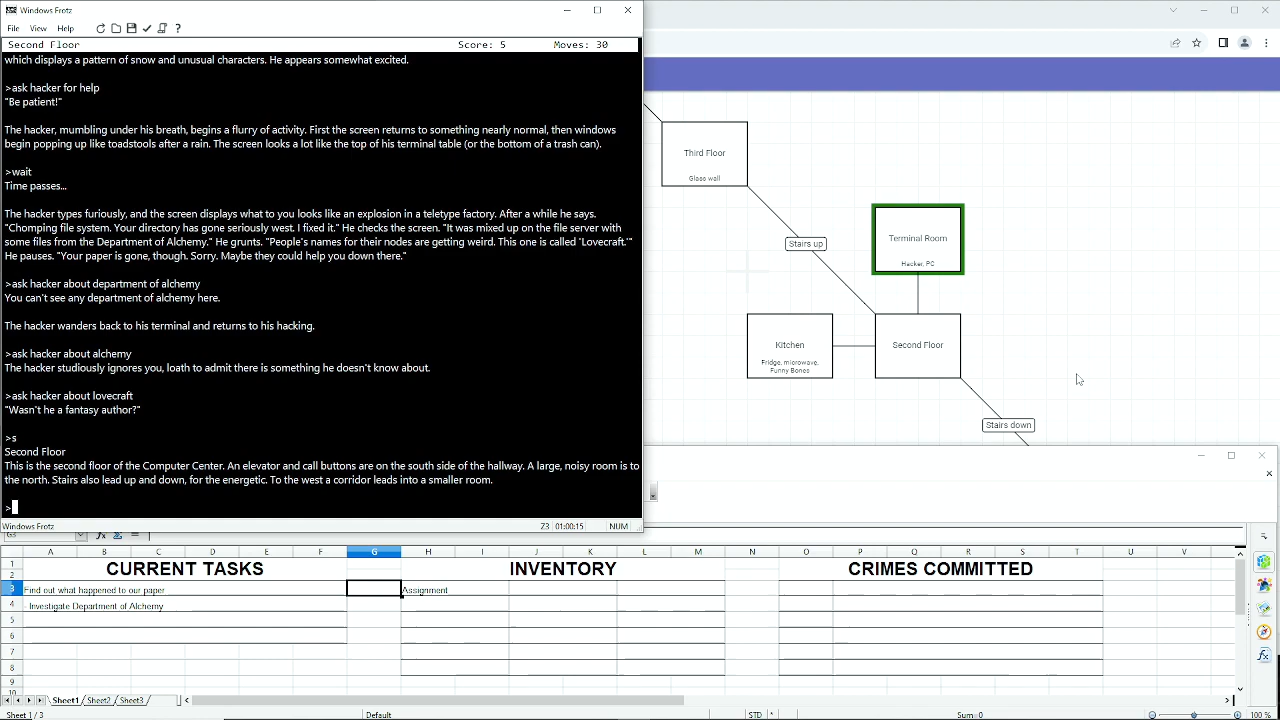 Windows Frotz
File View Help ?
Second Floor Score: 5 Moves: 30
which displays a pattern of snow and unusual characters. He appears somewhat excited.
>ask hacker for help
"Be patient!"
The hacker, mumbling under his breath, begins a flurry of activity. First the screen returns to something nearly normal, then windows
begin popping up like toadstools after a rain. The screen looks a lot like the top of his terminal table (or the bottom of a trash can).
>wait
Time passes...
The hacker types furiously, and the screen displays what to you looks like an explosion in a teletype factory. After a while he says.
"Chomping file system. Your directory has gone seriously west. I fixed it." He checks the screen. "It was mixed up on the file server with
some files from the Department of Alchemy." He grunts. "People's names for their nodes are getting weird. This one is called 'Lovecraft.'"
He pauses. "Your paper is gone, though. Sorry. Maybe they could help you down there."
>ask hacker about department of alchemy
You can't see any department of alchemy here.
The hacker wanders back to his terminal and returns to his hacking.
>ask hacker about alchemy
The hacker studiously ignores you, loath to admit there is something he doesn't know about.
>ask hacker about lovecraft
"Wasn't he a fantasy author?"
>s
Second Floor
This is the second floor of the Computer Center. An elevator and call buttons are on the south side of the hallway. A large, noisy room is to
the north. Stairs also lead up and down, for the energetic. To the west a corridor leads into a smaller room.
>
Windows Frotz Z3 01:00:15 NUM
Third Floor
Glass wall
Stairs up
Terminal Room
Hacker, PC
Kitchen
Fridge, microwave,
Funny Bones
Second Floor
Stairs down
G3
A B C D E F G H I J K L M N O P Q R S T U V
1 CURRENT TASKS INVENTORY CRIMES COMMITTED
2
3 Find out what happened to our paper Assignment
4 - Investigate Department of Alchemy
5
6
7
8
9
10
Sheet1 Sheet2 Sheet3
Sheet 1 / 3 Default STD * Sum=0 100 %